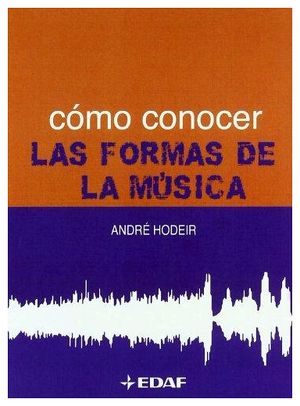 cómo conocer
LAS FORMAS DE
LA MÚSICA
ANDRÉ HODEIR
EDAF